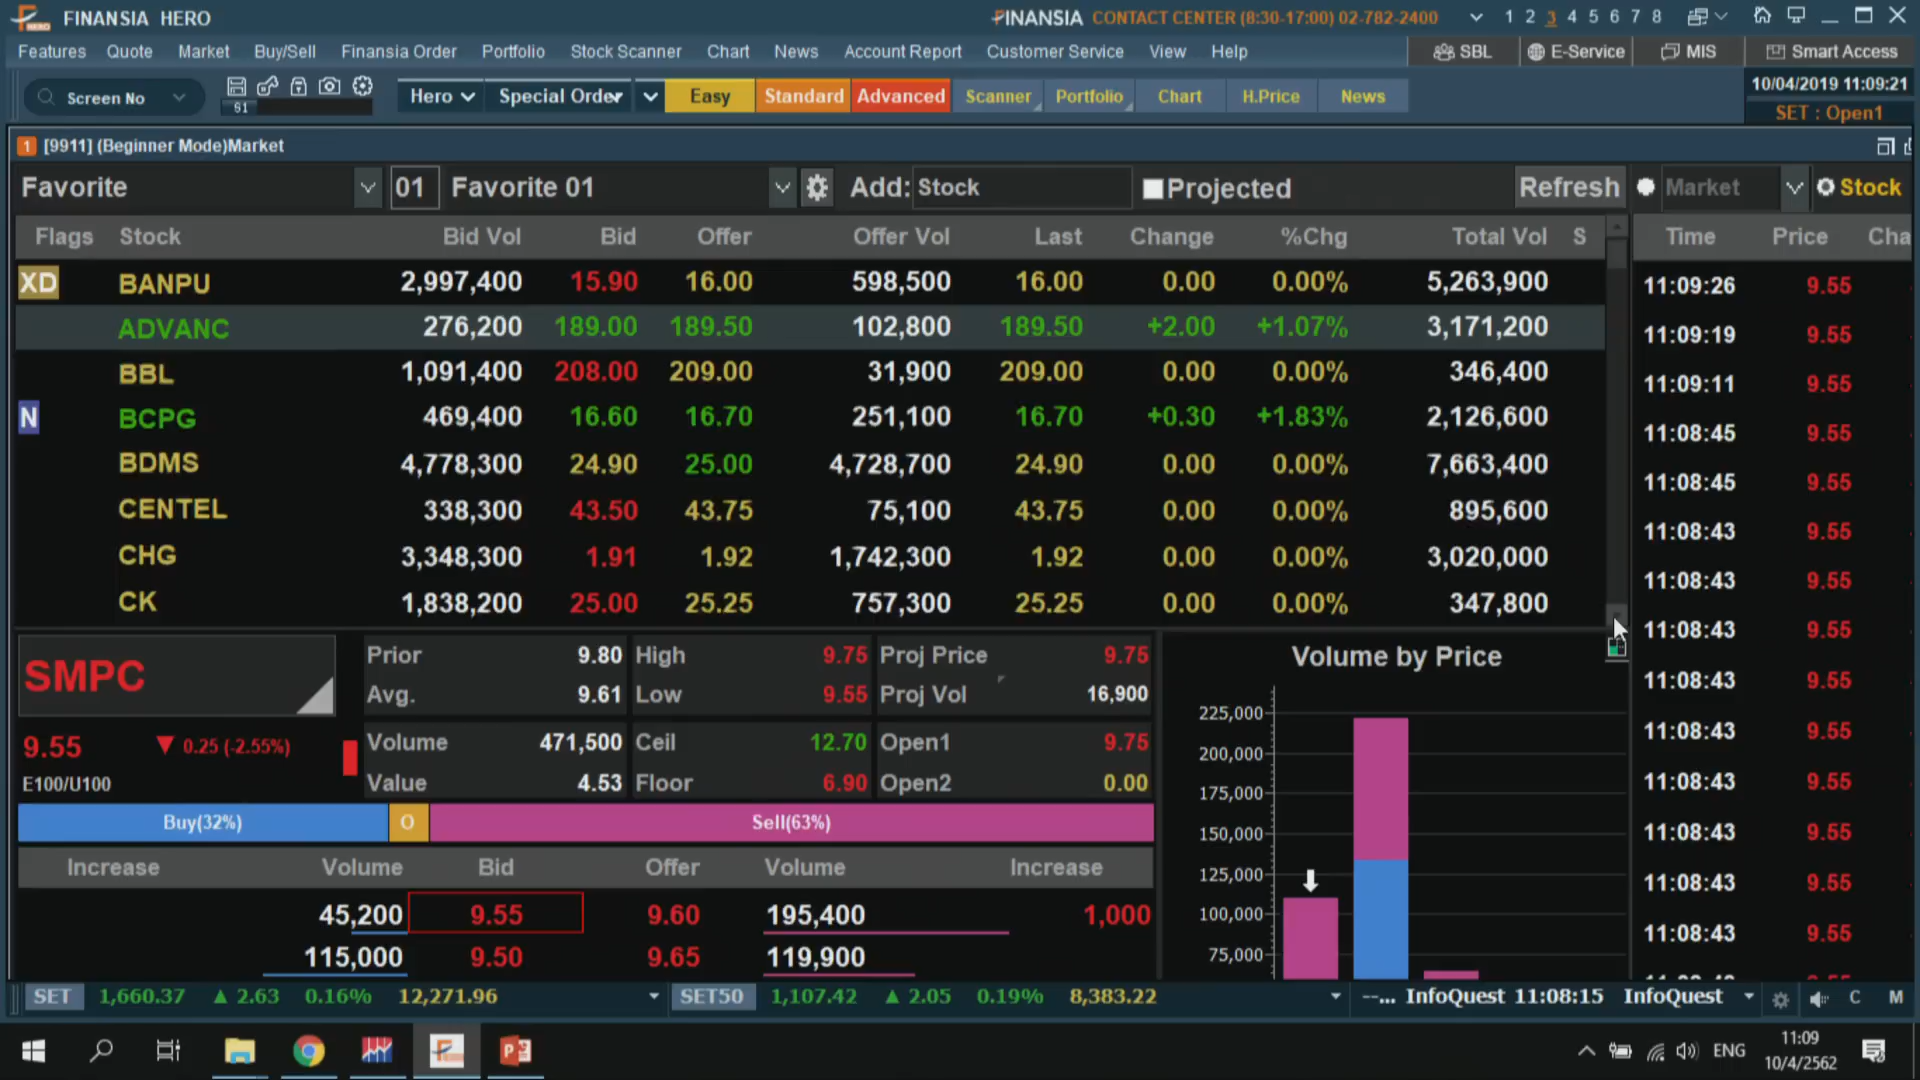 FINANSIA HERO
FINANSIA CONTACT CENTER (8:30-17:00) 02-782-2400 1 2 3 4 5 6 7 8
Features Quote Market Buy/Sell Finansia Order Portfolio Stock Scanner Chart News Account Report Customer Service View Help SBL E-Service MIS Smart Access
Screen No 61 Hero Special Order Easy Standard Advanced Scanner Portfolio Chart H.Price News 10/04/2019 11:09:21
SET : Open1
1 [9911] (Beginner Mode)Market
Favorite 01 Favorite 01 Add: Stock Projected Refresh Market Stock
Flags Stock Bid Vol Bid Offer Offer Vol Last Change %Chg Total Vol S Time Price Cha
XD BANPU 2,997,400 15.90 16.00 598,500 16.00 0.00 0.00% 5,263,900 11:09:26 9.55
ADVANC 276,200 189.00 189.50 102,800 189.50 +2.00 +1.07% 3,171,200 11:09:19 9.55
BBL 1,091,400 208.00 209.00 31,900 209.00 0.00 0.00% 346,400 11:09:11 9.55
N BCPG 469,400 16.60 16.70 251,100 16.70 +0.30 +1.83% 2,126,600 11:08:45 9.55
BDMS 4,778,300 24.90 25.00 4,728,700 24.90 0.00 0.00% 7,663,400 11:08:45 9.55
CENTEL 338,300 43.50 43.75 75,100 43.75 0.00 0.00% 895,600 11:08:43 9.55
CHG 3,348,300 1.91 1.92 1,742,300 1.92 0.00 0.00% 3,020,000 11:08:43 9.55
CK 1,838,200 25.00 25.25 757,300 25.25 0.00 0.00% 347,800 11:08:43 9.55
SMPC Prior 9.80 High 9.75 Proj Price 9.75 Volume by Price 11:08:43 9.55
Avg. 9.61 Low 9.55 Proj Vol 16,900 225,000 11:08:43 9.55
9.55 0.25 (-2.55%) Volume 471,500 Ceil 12.70 Open1 9.75 200,000 11:08:43 9.55
E100/U100 Value 4.53 Floor 6.90 Open2 0.00 175,000 11:08:43 9.55
Buy(32%) O Sell(63%) 150,000 11:08:43 9.55
Increase Volume Bid Offer Volume Increase 125,000 11:08:43 9.55
45,200 9.55 9.60 195,400 1,000 100,000 11:08:43 9.55
115,000 9.50 9.65 119,900 75,000
SET 1,660.37 ▲ 2.63 0.16% 12,271.96 SET50 1,107.42 ▲ 2.05 0.19% 8,383.22 --... InfoQuest 11:08:15 InfoQuest C M
ENG 11:09
10/4/2562